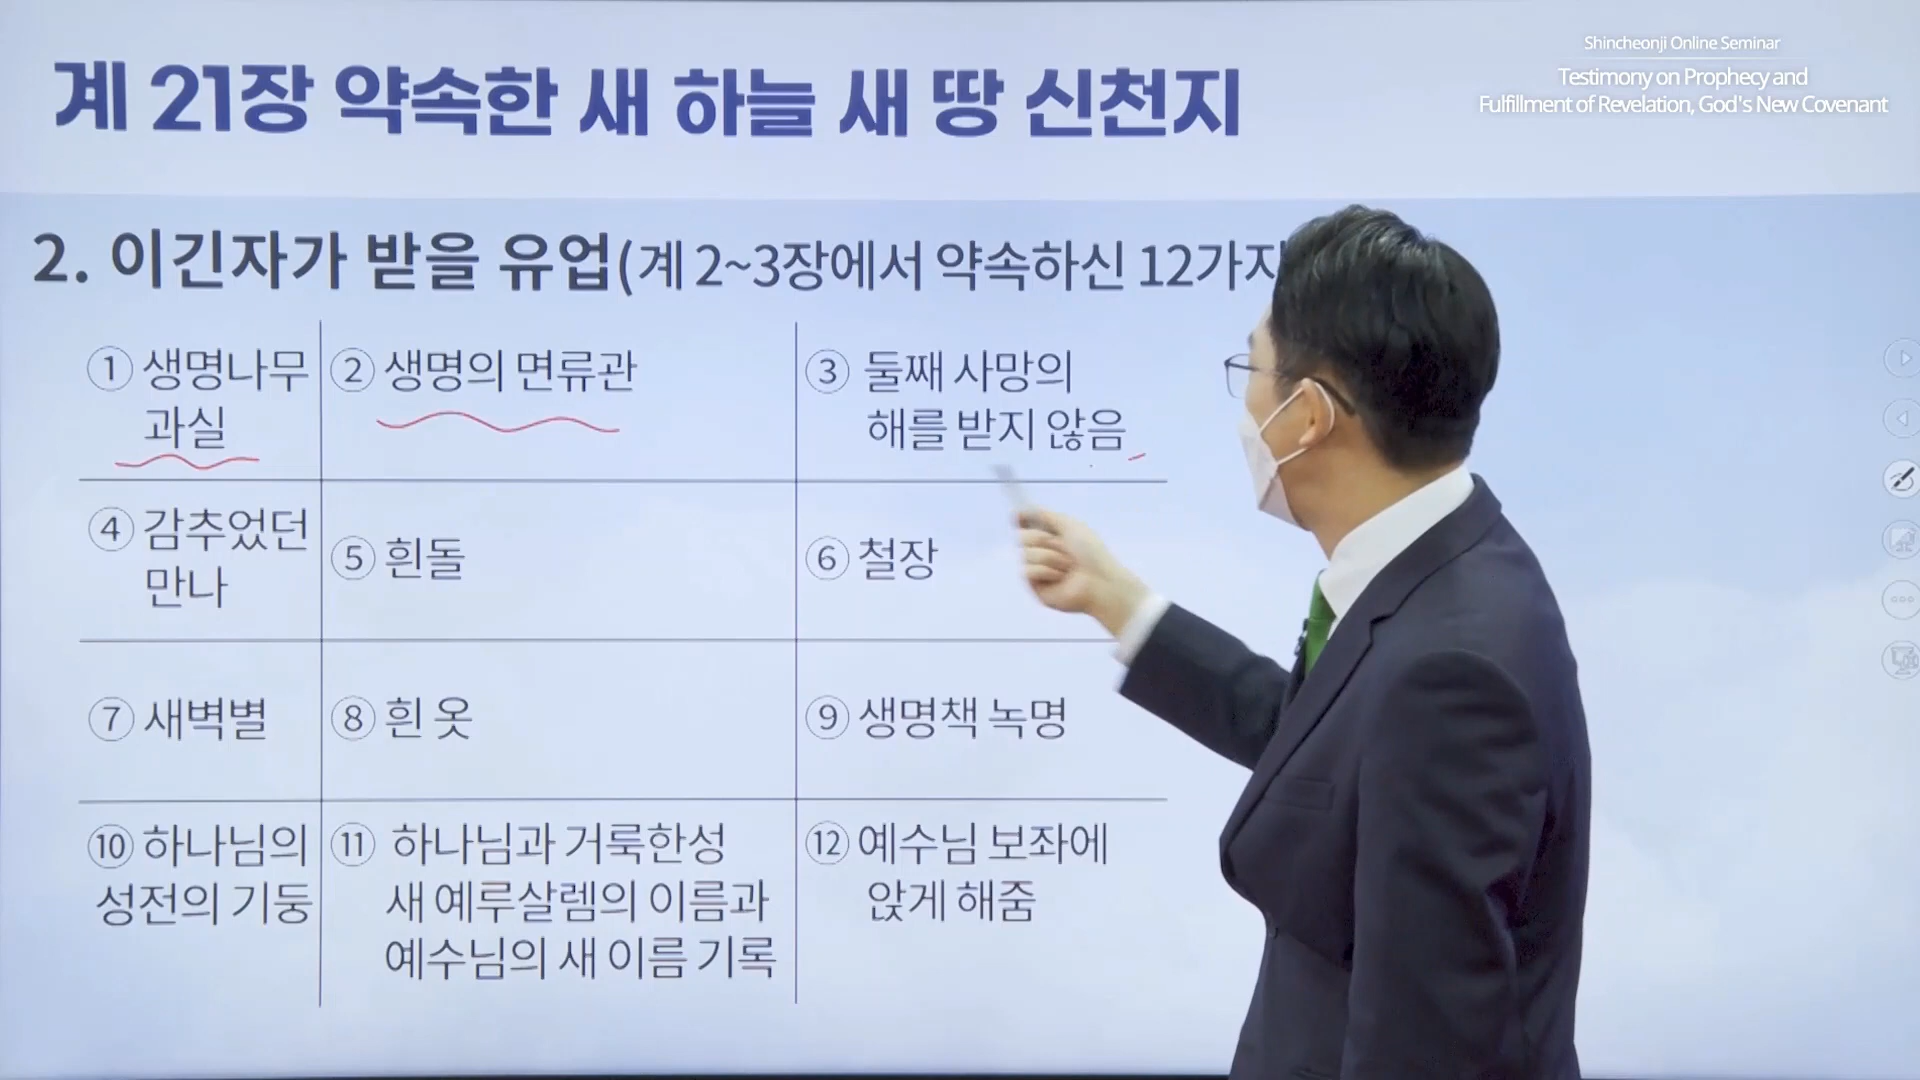 Shincheonji Online Seminar
Testimony on Prophecy and
Fulfillment of Revelation, God's New Covenant
계 21장 약속한 새 하늘 새 땅 신천지
2. 이긴자가 받을 유업(계 2~3장에서 약속하신 12가지
① 생명나무
과실
② 생명의 면류관
③ 둘째 사망의
해를 받지 않음
④ 감추었던
만나
⑤ 흰돌
⑥ 철장
⑦ 새벽별
⑧ 흰 옷
⑨ 생명책 녹명
⑩ 하나님의
성전의 기둥
⑪ 하나님과 거룩한성
새 예루살렘의 이름과
예수님의 새 이름 기록
⑫ 예수님 보좌에
앉게 해줌